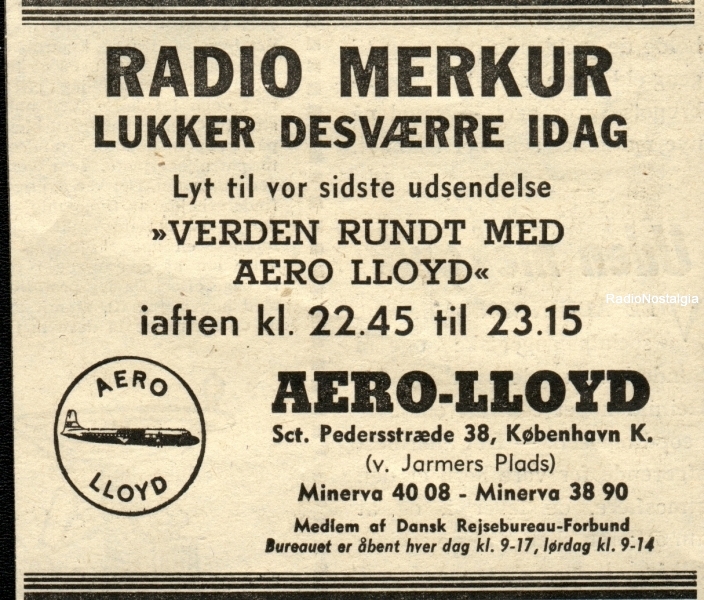 RADIO MERKUR
LUKKER DESVÆRRE IDAG
Lyt til vor sidste udsendelse
»VERDEN RUNDT MED
AERO LLOYD«
RadioNostalgia
iaften kl. 22.45 til 23.15
AERO
LLOYD
AERO-LLOYD
Sct. Pedersstræde 38, København K.
(v. Jarmers Plads)
Minerva 40 08 - Minerva 38 90
Medlem af Dansk Rejsebureau-Forbund
Bureauet er åbent hver dag kl. 9-17, lørdag kl. 9-14